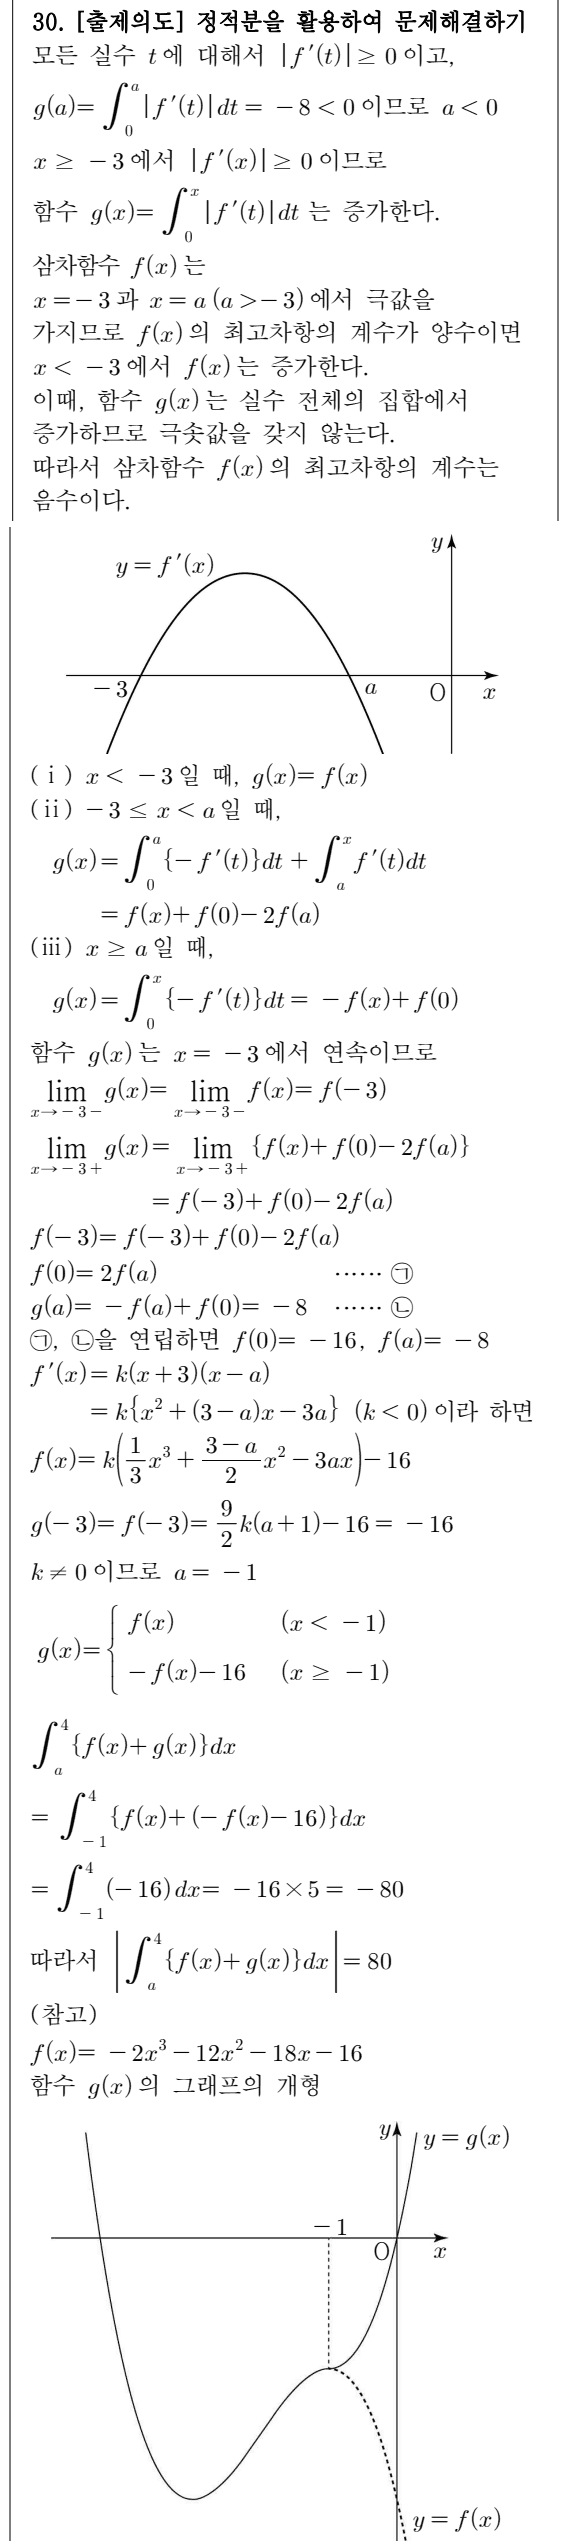 30. [출제의도] 정적분을 활용하여 문제해결하기
모든 실수 t에 대해서 |f′(t)| ≥ 0이고,
g(a)= ∫₀ᵃ |f′(t)|dt = −8 < 0이므로 a < 0
x ≥ −3에서 |f′(x)| ≥ 0이므로
함수 g(x)= ∫₀ˣ |f′(t)|dt 는 증가한다.
삼차함수 f(x)는
x = −3과 x = a (a > −3)에서 극값을
가지므로 f(x)의 최고차항의 계수가 양수이면
x < −3에서 f(x)는 증가한다.
이때, 함수 g(x)는 실수 전체의 집합에서
증가하므로 극솟값을 갖지 않는다.
따라서 삼차함수 f(x)의 최고차항의 계수는
음수이다.
y
y = f′(x)
−3 a O x
(ⅰ) x < −3일 때, g(x)= f(x)
(ⅱ) −3 ≤ x < a일 때,
g(x)= ∫₀ᵃ {−f′(t)}dt + ∫ₐˣ f′(t)dt
= f(x)+ f(0)− 2f(a)
(ⅲ) x ≥ a일 때,
g(x)= ∫₀ˣ {−f′(t)}dt = −f(x)+ f(0)
함수 g(x)는 x = −3에서 연속이므로
lim_{x→−3−} g(x)= lim_{x→−3−} f(x)= f(−3)
lim_{x→−3+} g(x)= lim_{x→−3+} {f(x)+ f(0)− 2f(a)}
= f(−3)+ f(0)− 2f(a)
f(−3)= f(−3)+ f(0)− 2f(a)
f(0)= 2f(a) ⋯⋯ ㉠
g(a)= −f(a)+ f(0)= −8 ⋯⋯ ㉡
㉠, ㉡을 연립하면 f(0)= −16, f(a)= −8
f′(x)= k(x+3)(x−a)
= k{x² + (3−a)x − 3a} (k < 0)이라 하면
f(x)= k(1/3 x³ + (3−a)/2 x² − 3ax) − 16
g(−3)= f(−3)= 9/2 k(a+1)− 16 = −16
k ≠ 0이므로 a = −1
g(x)= { f(x) (x < −1)
−f(x)− 16 (x ≥ −1)
∫ₐ⁴ {f(x)+ g(x)}dx
= ∫₋₁⁴ {f(x)+ (−f(x)− 16)}dx
= ∫₋₁⁴ (−16)dx = −16×5 = −80
따라서 |∫ₐ⁴ {f(x)+ g(x)}dx| = 80
(참고)
f(x)= −2x³ − 12x² − 18x − 16
함수 g(x)의 그래프의 개형
y y = g(x)
−1
O x
y = f(x)